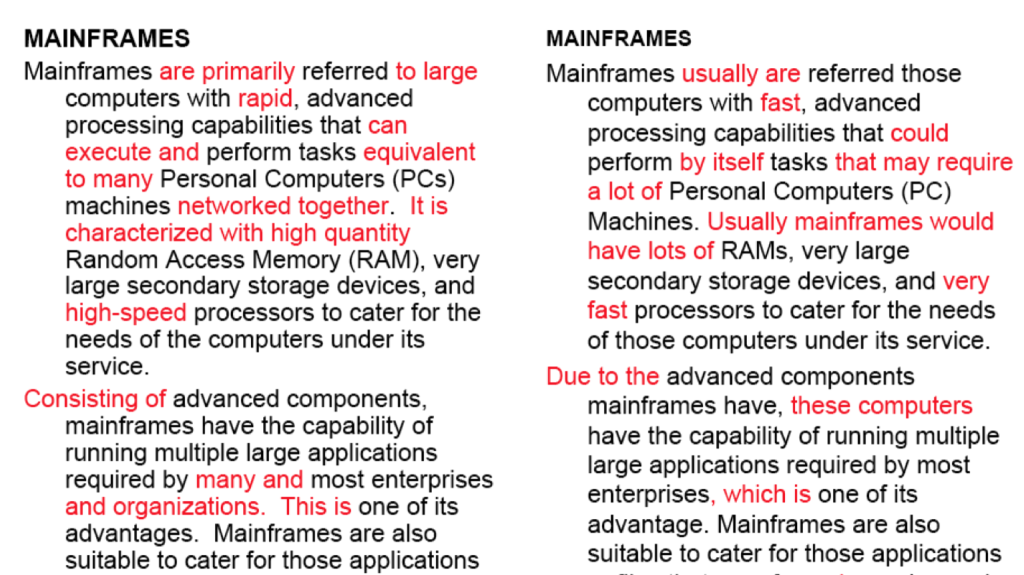 MAINFRAMES
Mainframes are primarily referred to large
computers with rapid, advanced
processing capabilities that can
execute and perform tasks equivalent
to many Personal Computers (PCs)
machines networked together. It is
characterized with high quantity
Random Access Memory (RAM), very
large secondary storage devices, and
high-speed processors to cater for the
needs of the computers under its
service.
Consisting of advanced components,
mainframes have the capability of
running multiple large applications
required by many and most enterprises
and organizations. This is one of its
advantages. Mainframes are also
suitable to cater for those applications
MAINFRAMES
Mainframes usually are referred those
computers with fast, advanced
processing capabilities that could
perform by itself tasks that may require
a lot of Personal Computers (PC)
Machines. Usually mainframes would
have lots of RAMs, very large
secondary storage devices, and very
fast processors to cater for the needs
of those computers under its service.
Due to the advanced components
mainframes have, these computers
have the capability of running multiple
large applications required by most
enterprises, which is one of its
advantage. Mainframes are also
suitable to cater for those applications